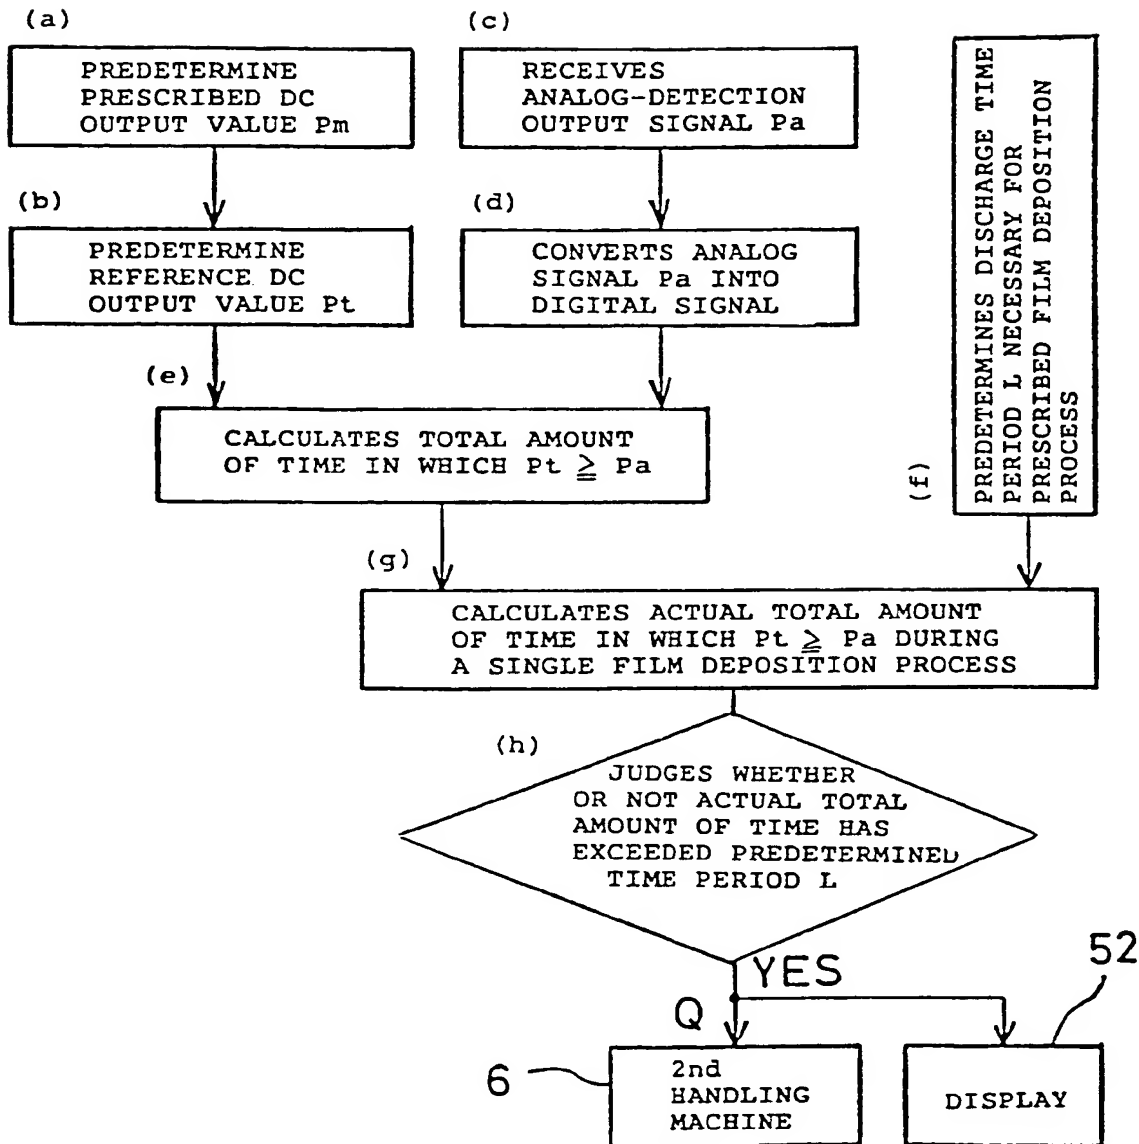 (a)
PREDETERMINE
PRESCRIBED DC
OUTPUT VALUE Pm
(c)
RECEIVES
ANALOG-DETECTION
OUTPUT SIGNAL Pa
(b)
PREDETERMINE
REFERENCE DC
OUTPUT VALUE Pt
(d)
CONVERTS ANALOG
SIGNAL Pa INTO
DIGITAL SIGNAL
(f)
PREDETERMINES DISCHARGE TIME
PERIOD L NECESSARY FOR
PRESCRIBED FILM DEPOSITION
PROCESS
(e)
CALCULATES TOTAL AMOUNT
OF TIME IN WHICH Pt ≧ Pa
(g)
CALCULATES ACTUAL TOTAL AMOUNT
OF TIME IN WHICH Pt ≧ Pa DURING
A SINGLE FILM DEPOSITION PROCESS
(h)
JUDGES WHETHER
OR NOT ACTUAL TOTAL
AMOUNT OF TIME HAS
EXCEEDED PREDETERMINED
TIME PERIOD L
YES
Q
52
6
2nd
HANDLING
MACHINE
DISPLAY